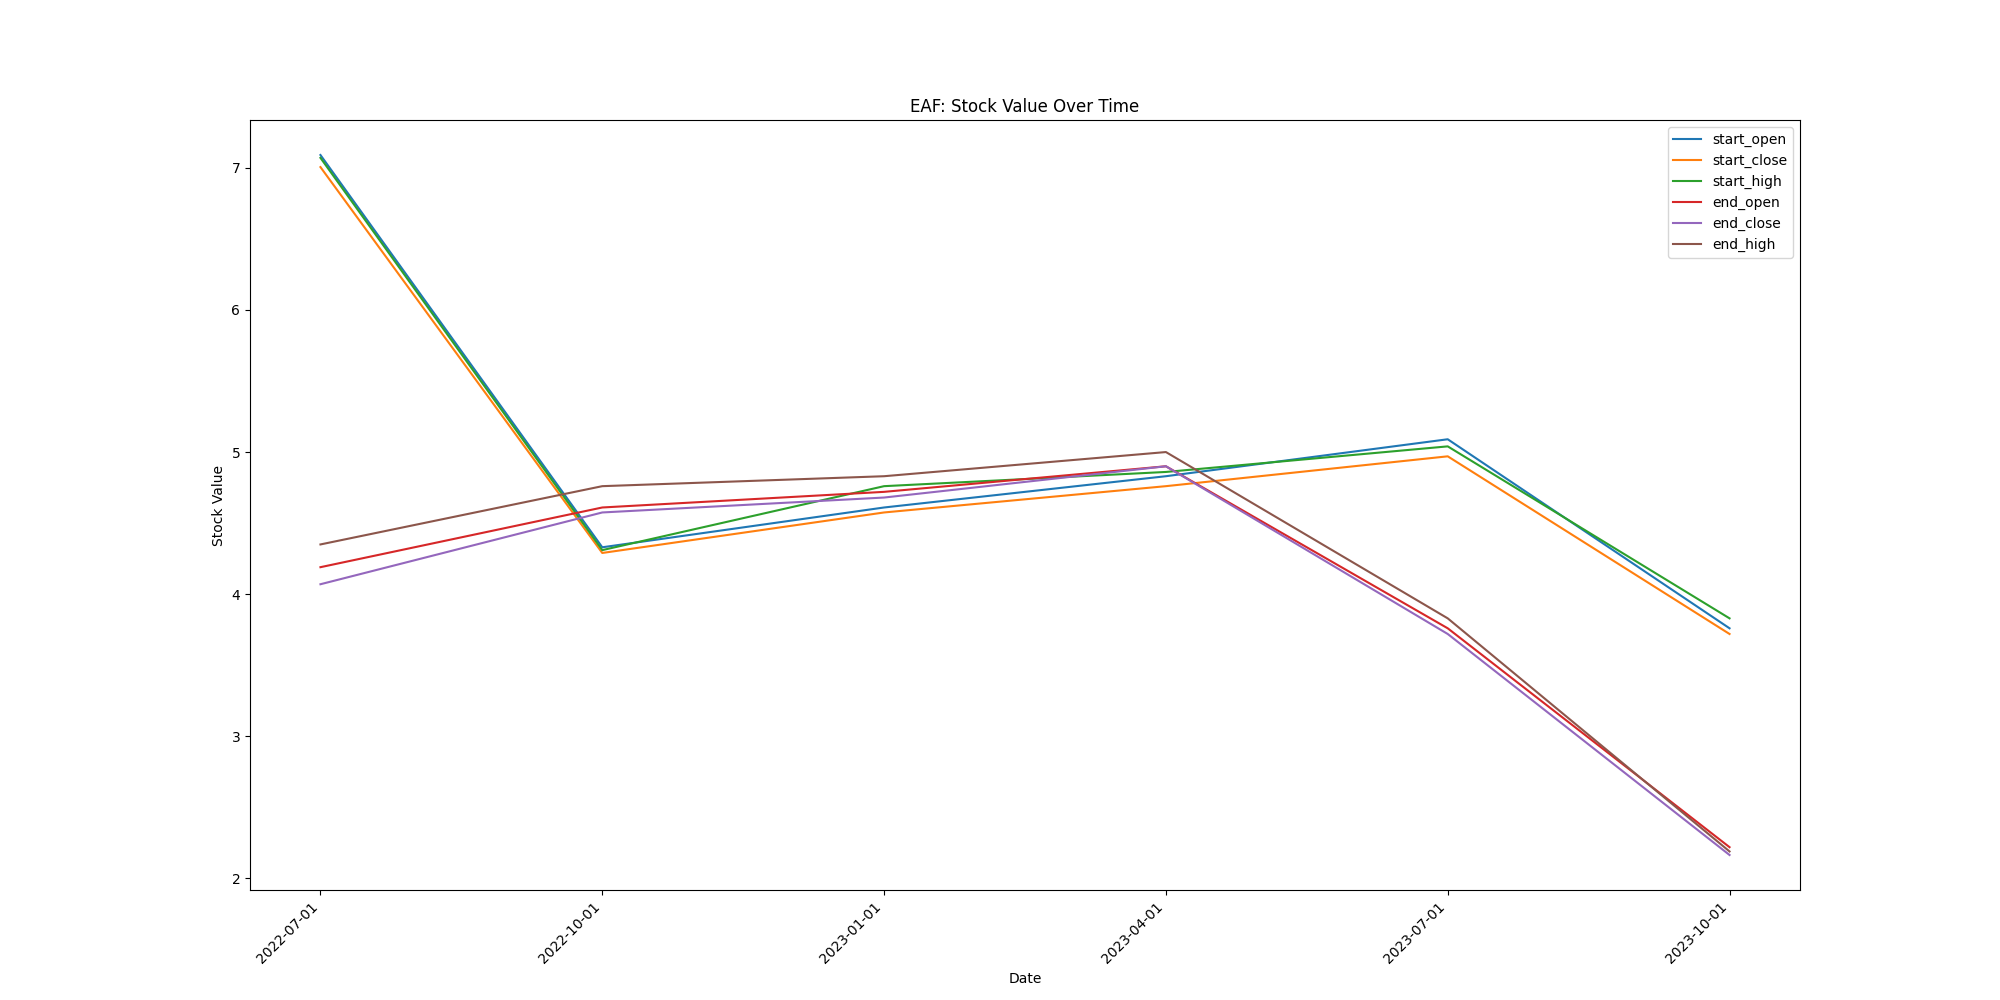 EAF: Stock Value Over Time
start_open
start_close
start_high
end_open
end_close
end_high
Stock Value
7
6
5
4
3
2
2022-07-01
2022-10-01
2023-01-01
2023-04-01
2023-07-01
2023-10-01
Date